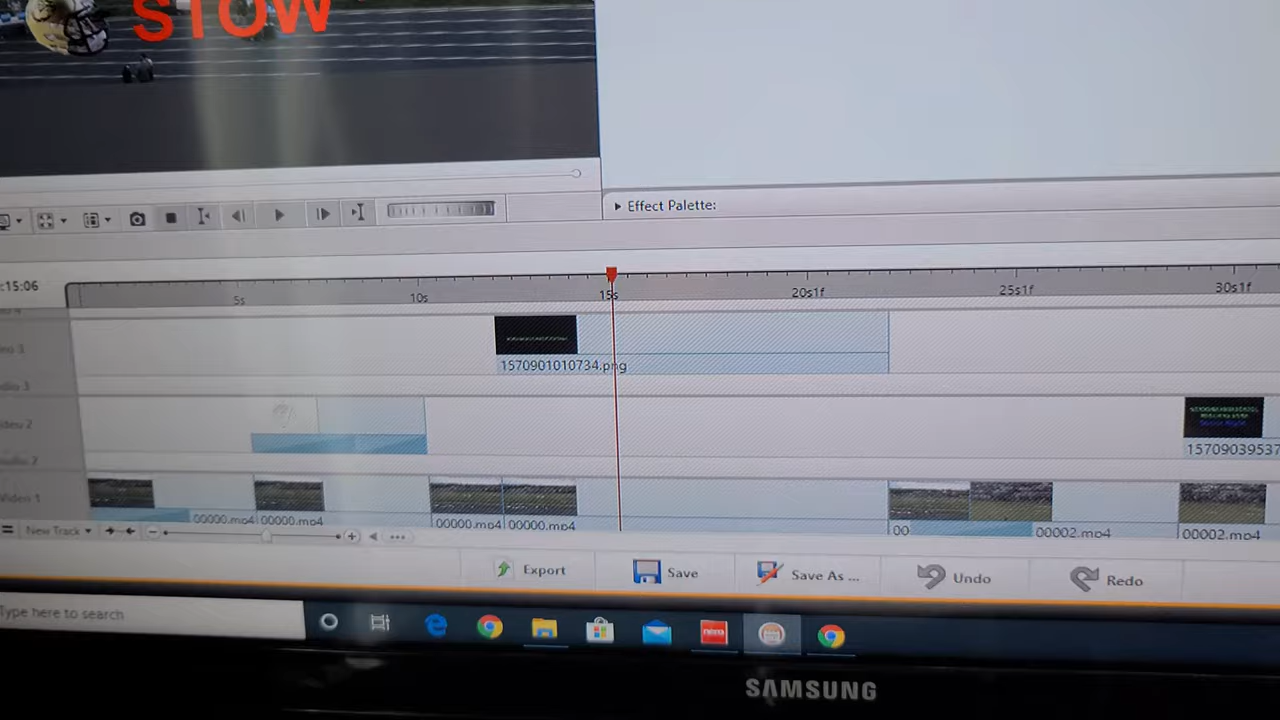 STOW
Effect Palette:
:15:06
5s
10s
15s
20s1f
25s1f
30s1f
1570901010734.png
15709039537
Video 1
00000.mp4
00000.mp4
00000.mp4
00000.mp4
00
00002.mp4
00002.mp4
New Track
Export
Save
Save As ...
Undo
Redo
Type here to search
SAMSUNG